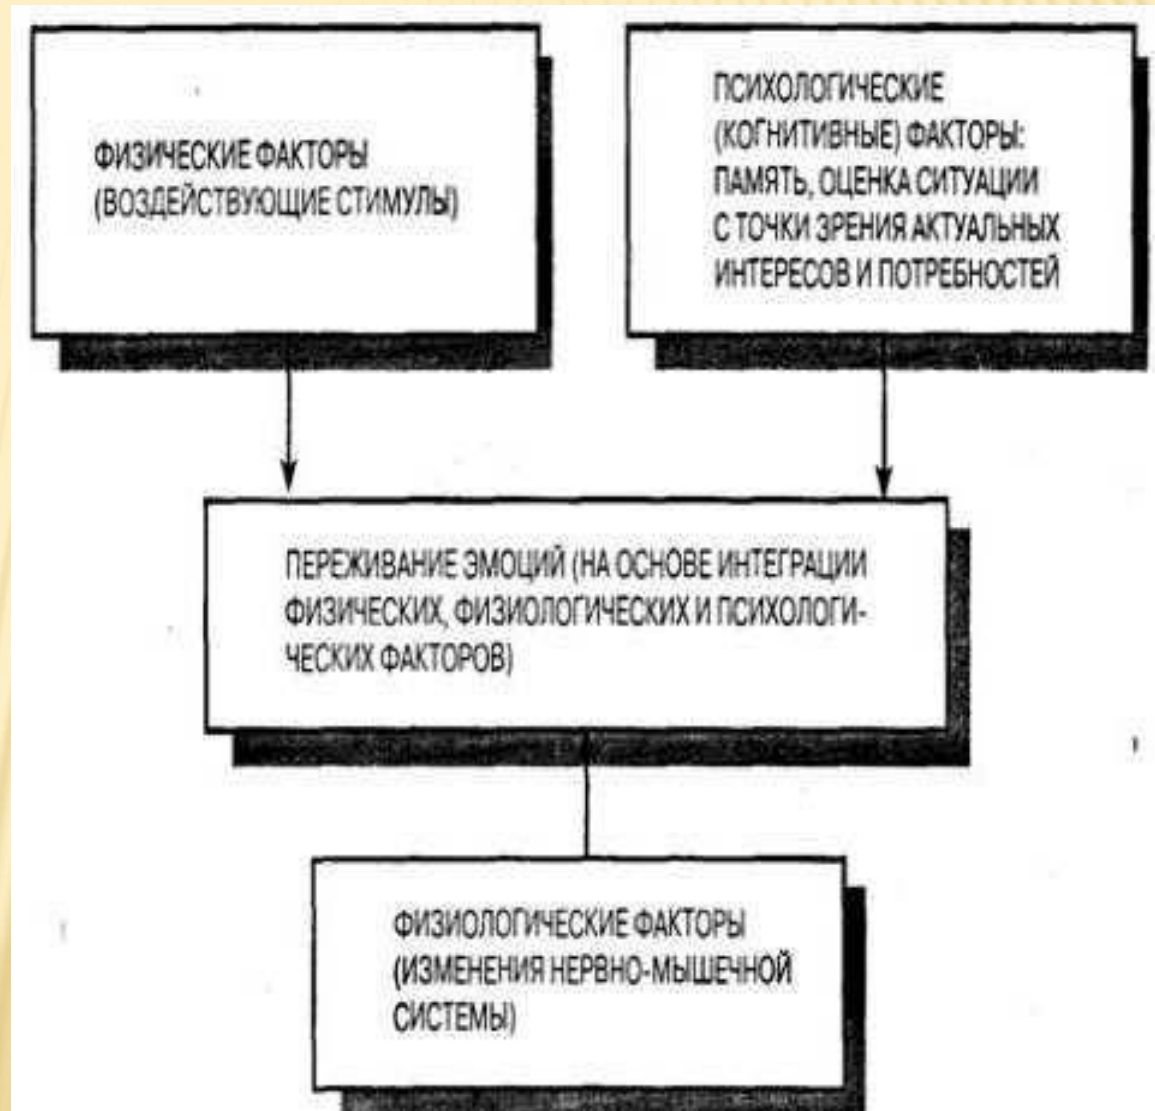 ФИЗИЧЕСКИЕ ФАКТОРЫ
(ВОЗДЕЙСТВУЮЩИЕ СТИМУЛЫ)
ПСИХОЛОГИЧЕСКИЕ
(КОГНИТИВНЫЕ) ФАКТОРЫ:
ПАМЯТЬ, ОЦЕНКА СИТУАЦИИ
С ТОЧКИ ЗРЕНИЯ АКТУАЛЬНЫХ
ИНТЕРЕСОВ И ПОТРЕБНОСТЕЙ
ПЕРЕЖИВАНИЕ ЭМОЦИЙ (НА ОСНОВЕ ИНТЕГРАЦИИ
ФИЗИЧЕСКИХ, ФИЗИОЛОГИЧЕСКИХ И ПСИХОЛОГИ-
ЧЕСКИХ ФАКТОРОВ)
ФИЗИОЛОГИЧЕСКИЕ ФАКТОРЫ
(ИЗМЕНЕНИЯ НЕРВНО-МЫШЕЧНОЙ
СИСТЕМЫ)